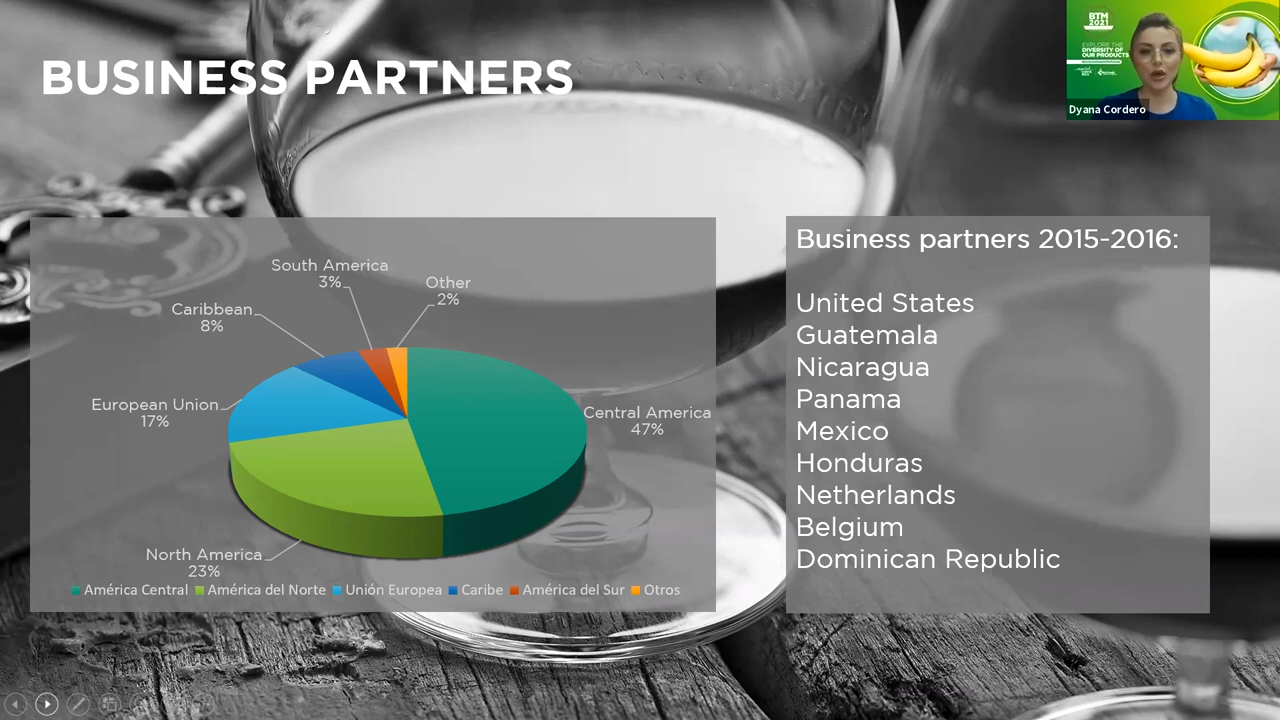 BUSINESS PARTNERS
BTM
2021
EXPLORE THE
DIVERSITY OF
OUR PRODUCTS
Dyana Cordero
South America
3%
Other
2%
Caribbean
8%
European Union
17%
Central America
47%
North America
23%
América Central América del Norte Unión Europea Caribe América del Sur Otros
Business partners 2015-2016:
United States
Guatemala
Nicaragua
Panama
Mexico
Honduras
Netherlands
Belgium
Dominican Republic